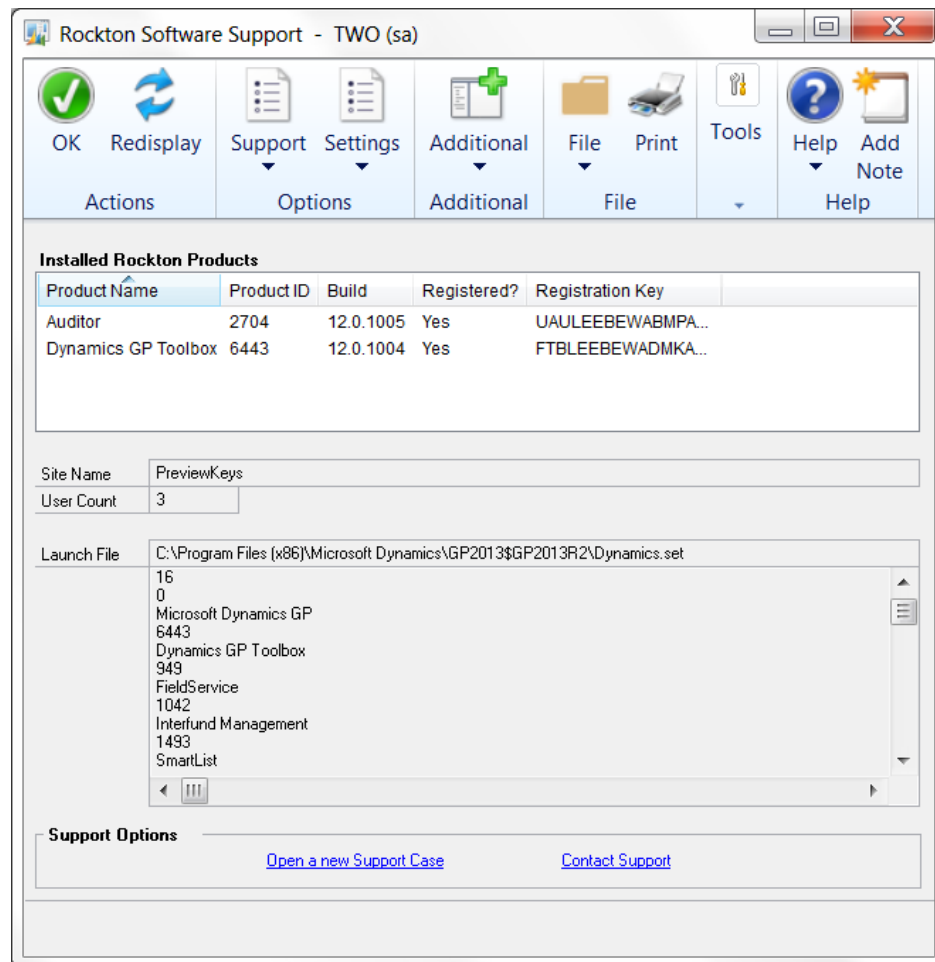 Rockton Software Support - TWO (sa)
OK Redisplay Support Settings Additional File Print Tools Help Add Note
Actions Options Additional File Help
Installed Rockton Products
Product Name Product ID Build Registered? Registration Key
Auditor 2704 12.0.1005 Yes UAULEEBEWABMPA...
Dynamics GP Toolbox 6443 12.0.1004 Yes FTBLEEBEWADMKA...
Site Name PreviewKeys
User Count 3
Launch File C:\Program Files (x86)\Microsoft Dynamics\GP2013$GP2013R2\Dynamics.set
16
0
Microsoft Dynamics GP
6443
Dynamics GP Toolbox
949
FieldService
1042
Interfund Management
1493
SmartList
Support Options
Open a new Support Case Contact Support